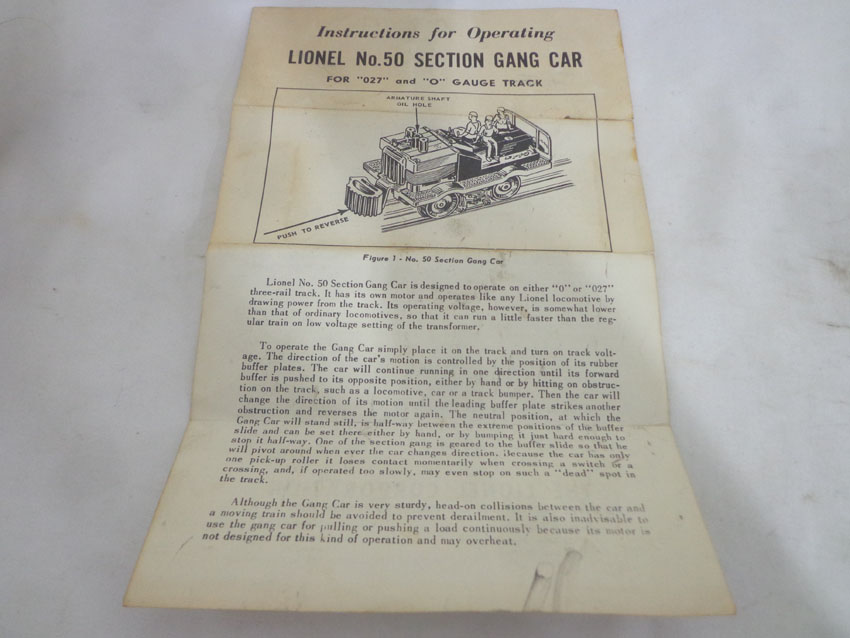 Instructions for Operating
LIONEL No.50 SECTION GANG CAR
FOR "027" and "O" GAUGE TRACK
ARMATURE SHAFT
OIL HOLE
PUSH TO REVERSE
Figure 1 - No. 50 Section Gang Car
Lionel No. 50 Section Gang Car is designed to operate on either "0" or "027"
three-rail track. It has its own motor and operates like any Lionel locomotive by
drawing power from the track. Its operating voltage, however, is somewhat lower
than that of ordinary locomotives, so that it can run a little faster than the reg-
ular train on low voltage setting of the transformer.
To operate the Gang Car simply place it on the track and turn on track volt-
age. The direction of the car's motion is controlled by the position of its rubber
buffer plates. The car will continue running in one direction until its forward
buffer is pushed to its opposite position, either by hand or by hitting on obstruc-
tion on the track, such as a locomotive, car or a track bumper. Then the car will
change the direction of its motion until the leading buffer plate strikes another
obstruction and reverses the motor again. The neutral position, at which the
Gang Car will stand still, is half-way between the extreme positions of the buffer
slide and can be set there either by hand, or by bumping it just hard enough to
stop it half-way. One of the section gang is geared to the buffer slide so that he
will pivot around when ever the car changes direction. Because the car has only
one pick-up roller it loses contact momentarily when crossing a switch or a
crossing, and, if operated too slowly, may even stop on such a "dead" spot in
the track.
Although the Gang Car is very sturdy, head-on collisions between the car and
a moving train should be avoided to prevent derailment. It is also inadvisable to
use the gang car for pulling or pushing a load continuously because its motor is
not designed for this kind of operation and may overheat.